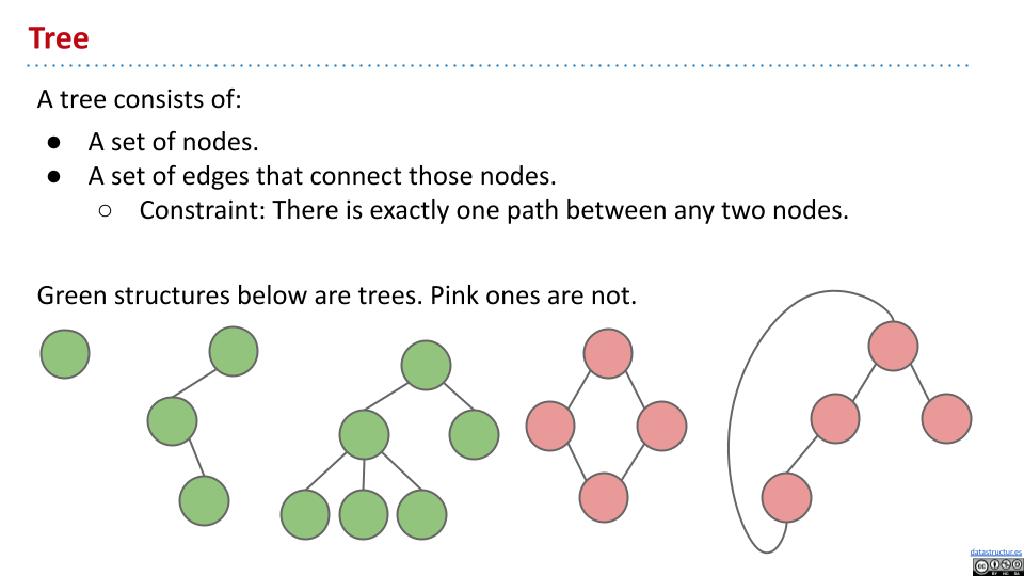 Tree
A tree consists of:
● A set of nodes.
● A set of edges that connect those nodes.
○ Constraint: There is exactly one path between any two nodes.
Green structures below are trees. Pink ones are not.
datastructur.es